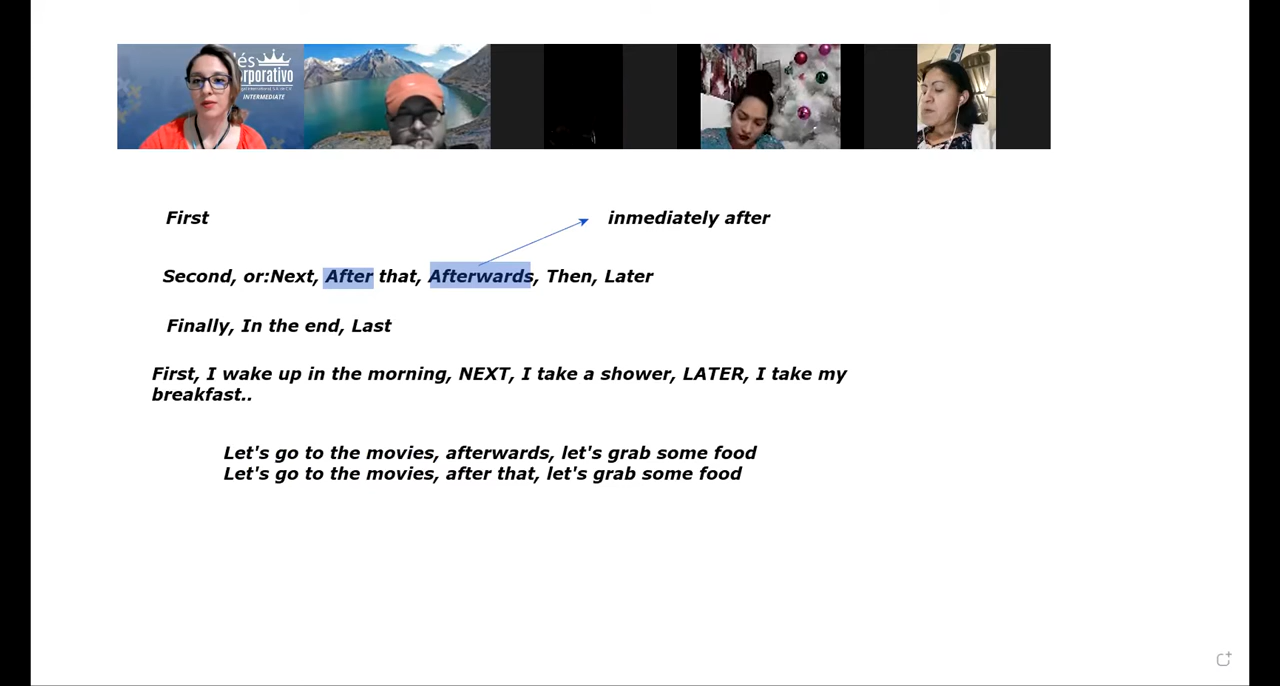 és
orporativo
INTERMEDIATE
First
inmediately after
Second, or:Next, After that, Afterwards, Then, Later
Finally, In the end, Last
First, I wake up in the morning, NEXT, I take a shower, LATER, I take my
breakfast..
Let's go to the movies, afterwards, let's grab some food
Let's go to the movies, after that, let's grab some food